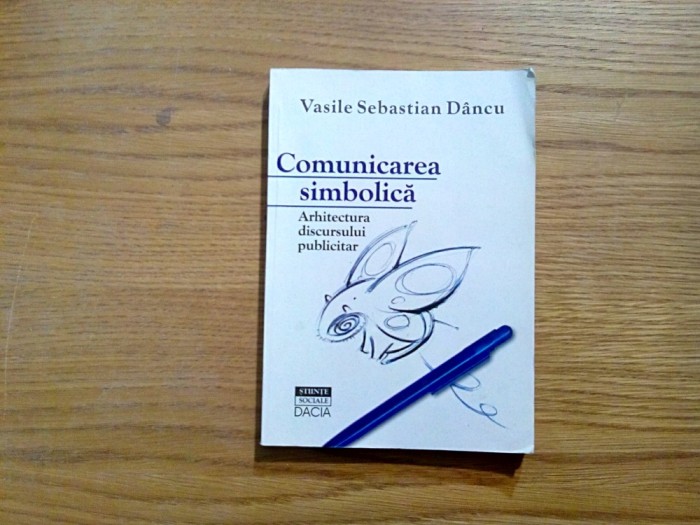 Vasile Sebastian Dâncu
Comunicarea
simbolică
Arhitectura
discursului
publicitar
ŞTIINŢE
SOCIALE
DACIA